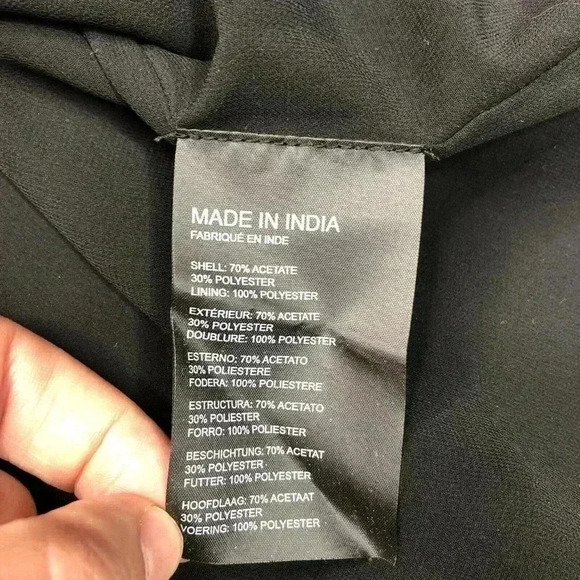 MADE IN INDIA
FABRIQUÉ EN INDE
SHELL: 70% ACETATE
30% POLYESTER
LINING: 100% POLYESTER
EXTÉRIEUR: 70% ACETATE
30% POLYESTER
DOUBLURE: 100% POLYESTER
ESTERNO: 70% ACETATO
30% POLIESTERE
FODERA: 100% POLIESTERE
ESTRUCTURA: 70% ACETATO
30% POLIESTER
FORRO: 100% POLIESTER
BESCHICHTUNG: 70% ACETAT
30% POLYESTER
FUTTER: 100% POLYESTER
HOOFDLAAG: 70% ACETAAT
30% POLYESTER
VOERING: 100% POLYESTER